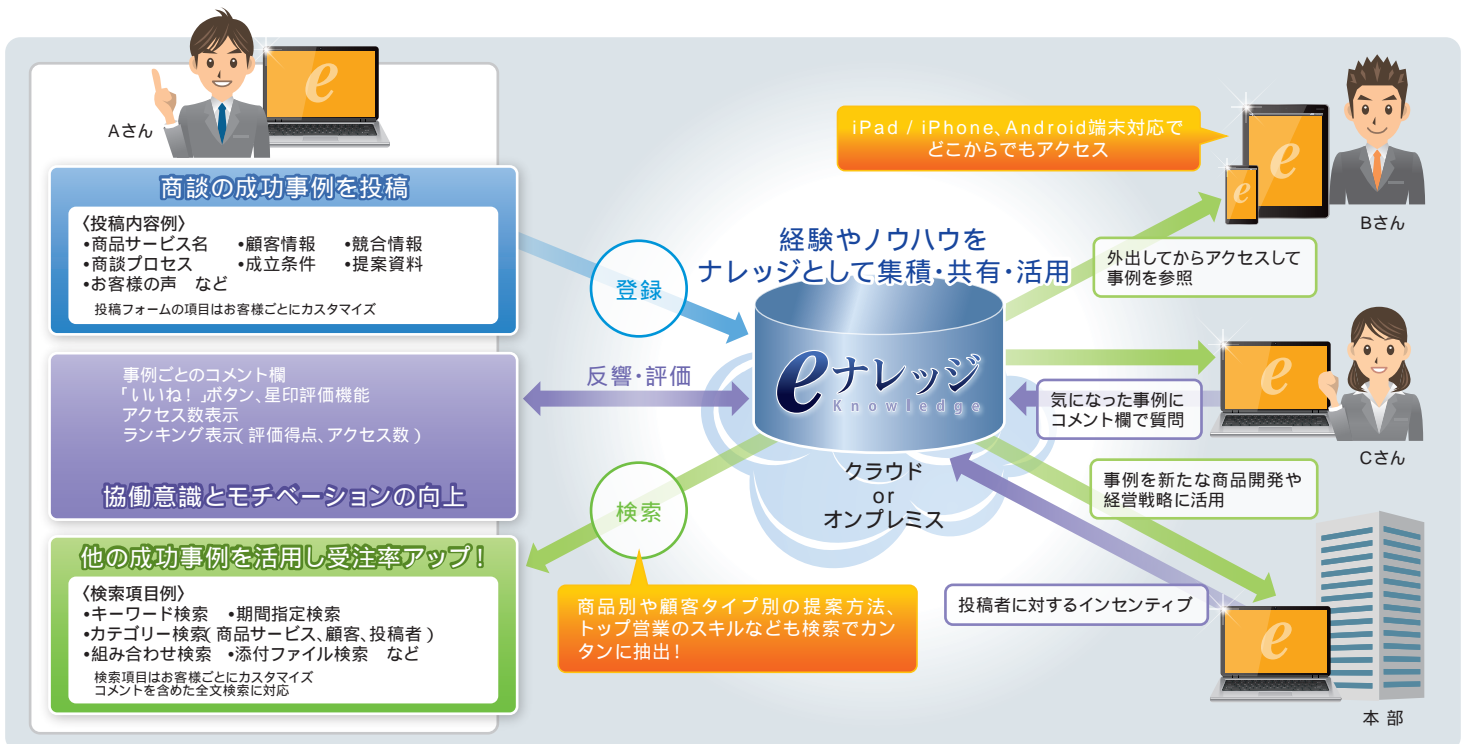 Aさん
商談の成功事例を投稿
〈投稿内容例〉
•商品サービス名 •顧客情報 •競合情報
•商談プロセス •成立条件 •提案資料
•お客様の声 など
投稿フォームの項目はお客様ごとにカスタマイズ
事例ごとのコメント欄
「いいね！」ボタン、星印評価機能
アクセス数表示
ランキング表示（評価得点、アクセス数）
協働意識とモチベーションの向上
他の成功事例を活用し受注率アップ！
〈検索項目例〉
•キーワード検索 •期間指定検索
•カテゴリー検索（商品サービス、顧客、投稿者）
•組み合わせ検索 •添付ファイル検索 など
検索項目はお客様ごとにカスタマイズ
コメントを含めた全文検索に対応
登録
反響・評価
検索
商品別や顧客タイプ別の提案方法、
トップ営業のスキルなども検索でカン
タンに抽出！
経験やノウハウを
ナレッジとして集積・共有・活用
eナレッジ
Knowledge
クラウド
or
オンプレミス
iPad / iPhone、Android端末対応で
どこからでもアクセス
e
e
e
Bさん
外出してからアクセスして
事例を参照
e
気になった事例に
コメント欄で質問
Cさん
事例を新たな商品開発や
経営戦略に活用
投稿者に対するインセンティブ
e
本部